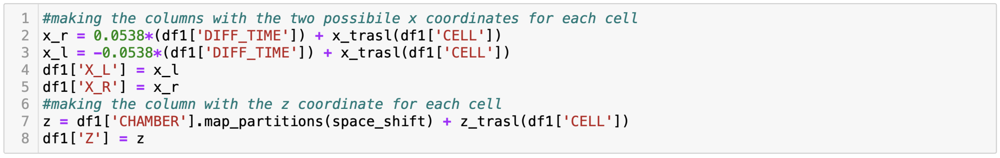 1 #making the columns with the two possibile x coordinates for each cell
2 x_r = 0.0538*(df1['DIFF_TIME']) + x_trasl(df1['CELL'])
3 x_l = -0.0538*(df1['DIFF_TIME']) + x_trasl(df1['CELL'])
4 df1['X_L'] = x_l
5 df1['X_R'] = x_r
6 #making the column with the z coordinate for each cell
7 z = df1['CHAMBER'].map_partitions(space_shift) + z_trasl(df1['CELL'])
8 df1['Z'] = z